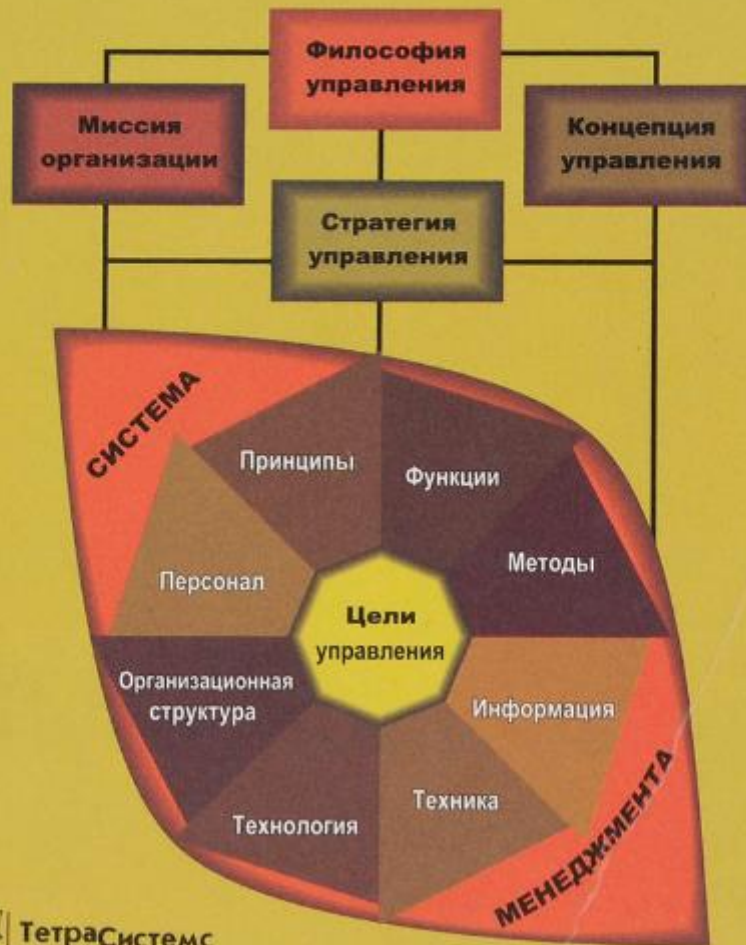 Философия
управления
Миссия
организации
Концепция
управления
Стратегия
управления
СИСТЕМА
Принципы
Функции
Персонал
Методы
Цели
управления
Организационная
структура
Информация
Технология
Техника
МЕНЕДЖМЕНТА
ТетраСистемс